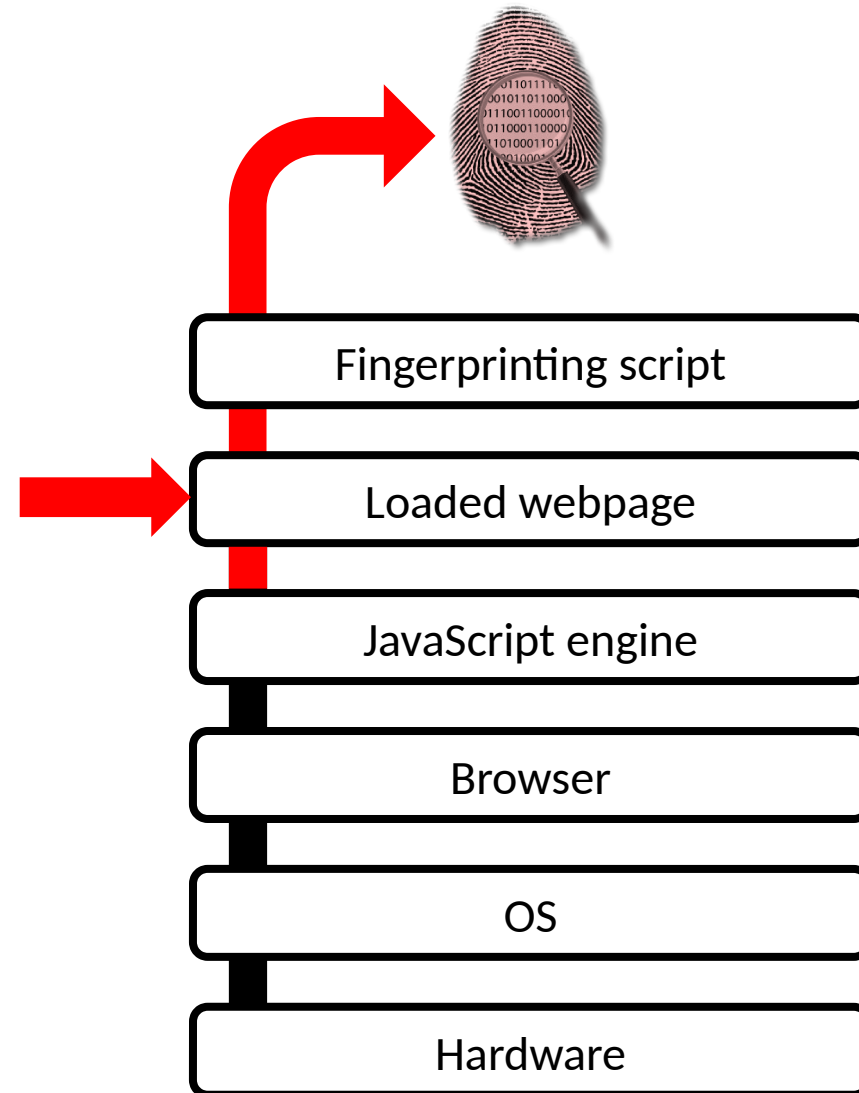 Fingerprinting script
Loaded webpage
JavaScript engine
Browser
OS
Hardware